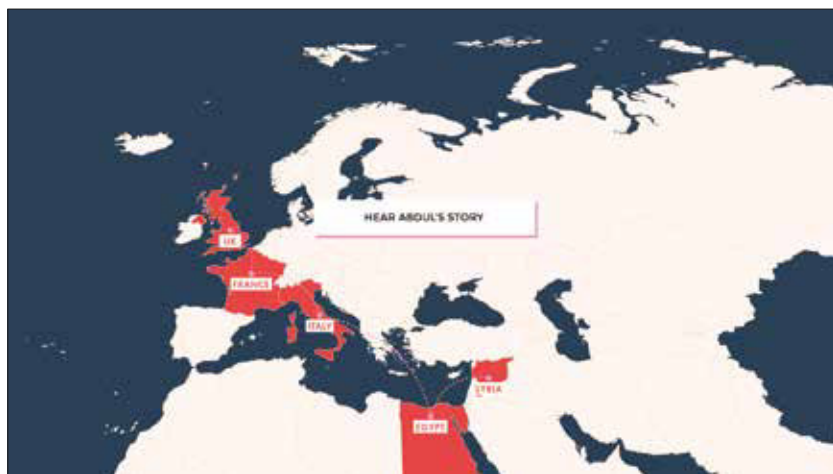 HEAR ABDUL'S STORY
UK
FRANCE
ITALY
SYRIA
EGYPT